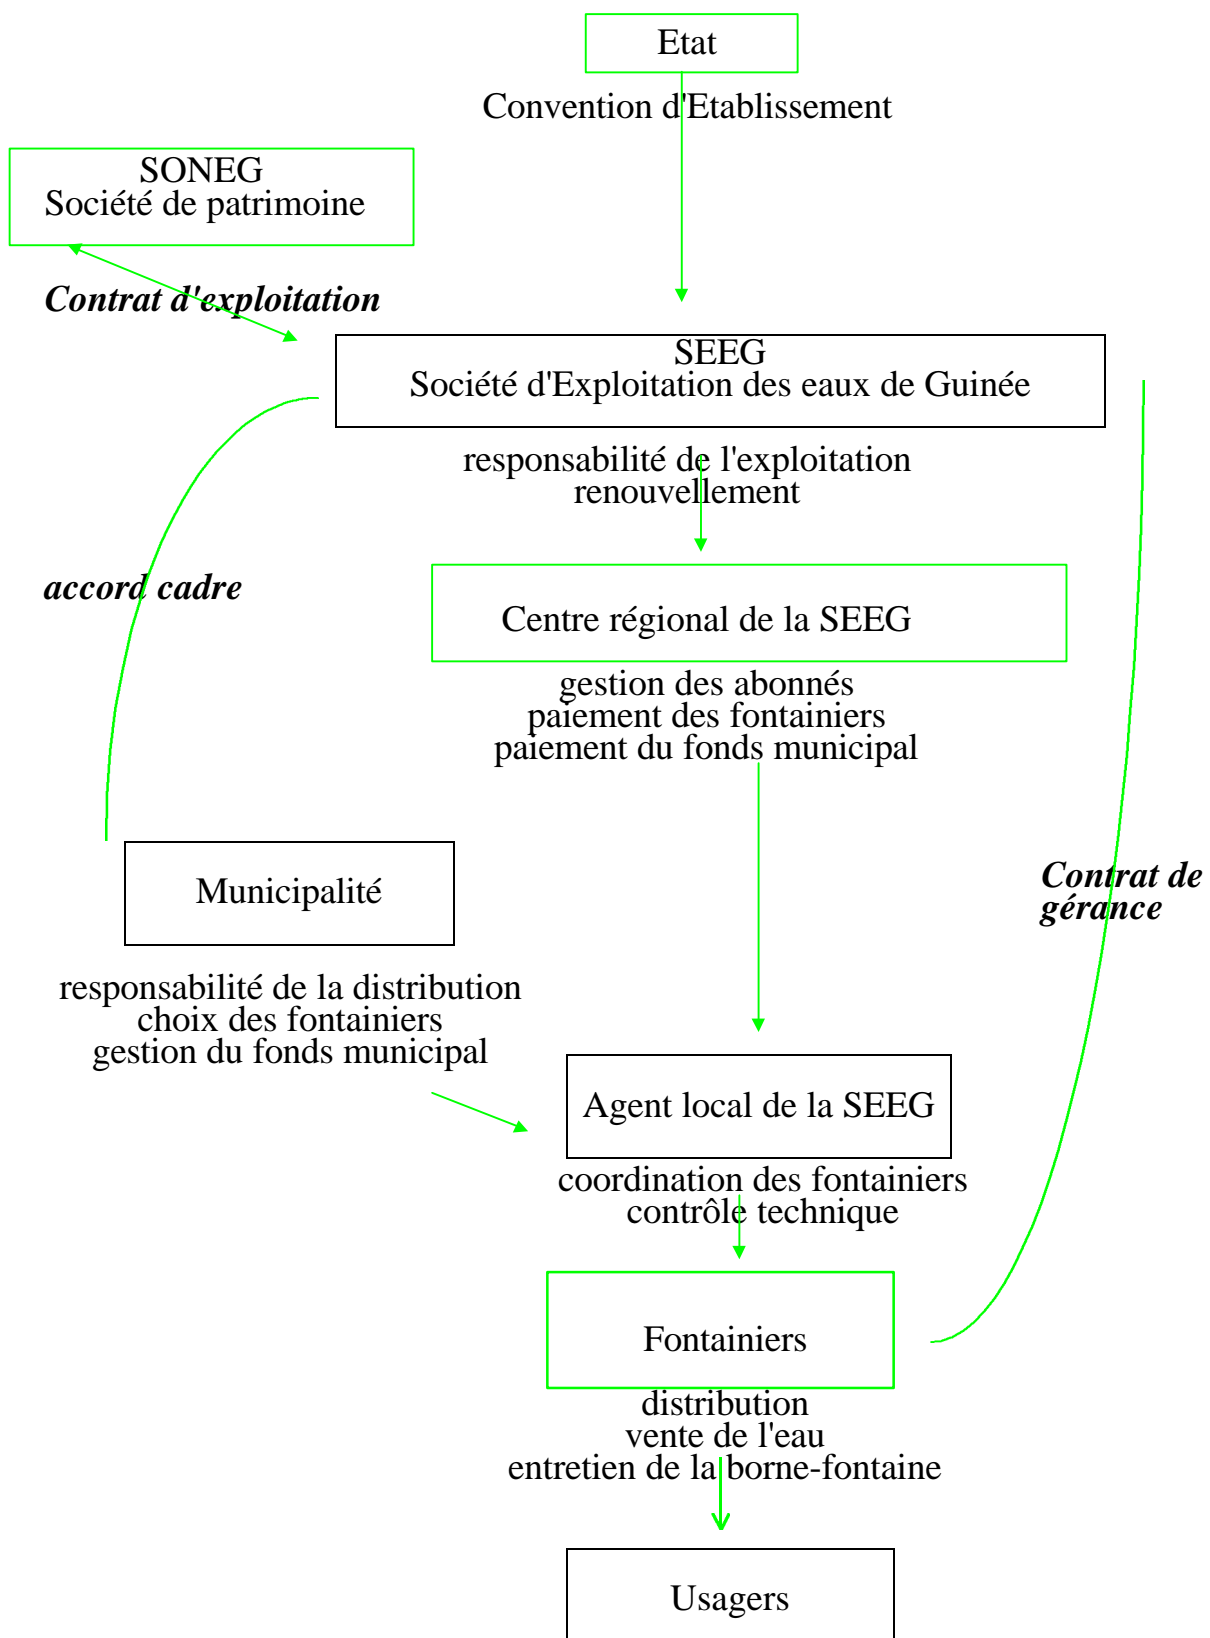 Etat
Convention d'Etablissement
SONEG
Société de patrimoine
Contrat d'exploitation
SEEG
Société d'Exploitation des eaux de Guinée
responsabilité de l'exploitation
renouvellement
accord cadre
Centre régional de la SEEG
gestion des abonnés
paiement des fontainiers
paiement du fonds municipal
Municipalité
Contrat de
gérance
responsabilité de la distribution
choix des fontainiers
gestion du fonds municipal
Agent local de la SEEG
coordination des fontainiers
contrôle technique
Fontainiers
distribution
vente de l'eau
entretien de la borne-fontaine
Usagers